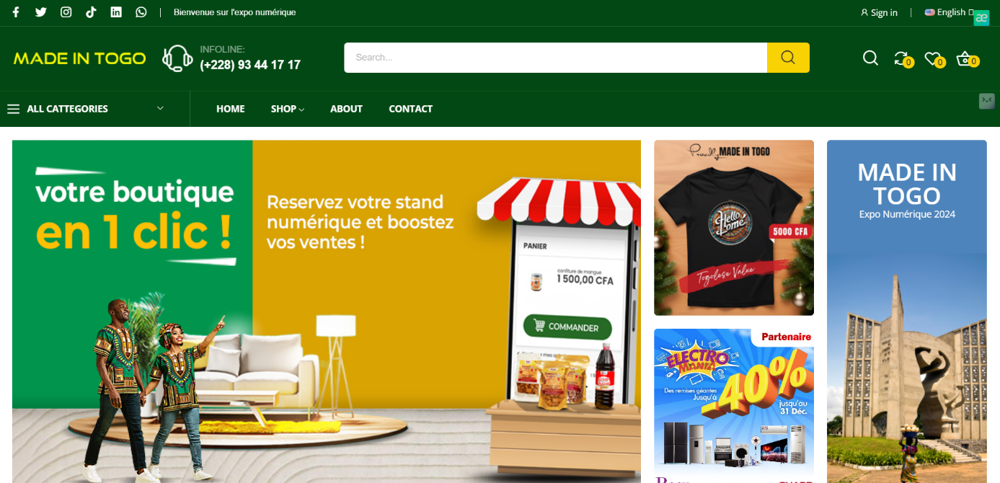 Bienvenue sur l'expo numérique
Sign in
English
æ
MADE IN TOGO
INFOLINE:
(+228) 93 44 17 17
Search...
0
0
0
ALL CATTEGORIES
HOME
SHOP
ABOUT
CONTACT
votre boutique
en 1 clic !
Reservez votre stand
numérique et boostez
vos ventes !
PANIER
confiture de mangue
1 500,00 CFA
COMMANDER
Proudly MADE IN TOGO
Hello
Lomé
5000 CFA
Togolese Value
Partenaire
ELECTRO
MANIA
Des remises géantes
Jusqu'à
40%
jusqu'au
31 Déc.
MADE IN
TOGO
Expo Numérique 2024